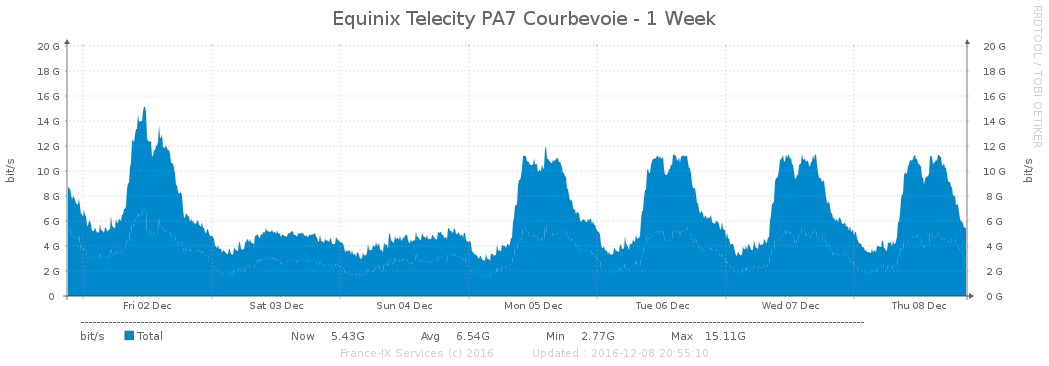 Equinix Telecity PA7 Courbevoie - 1 Week
RRDTOOL / TOBI OETIKER
20 G 20 G
18 G 18 G
16 G 16 G
14 G 14 G
12 G 12 G
10 G 10 G
8 G 8 G
6 G 6 G
4 G 4 G
2 G 2 G
0 0 G
bit/s
bit/s
Fri 02 Dec Sat 03 Dec Sun 04 Dec Mon 05 Dec Tue 06 Dec Wed 07 Dec Thu 08 Dec
bit/s Total Now 5.43G Avg 6.54G Min 2.77G Max 15.11G
France-IX Services (c) 2016 Updated : 2016-12-08 20:55:10